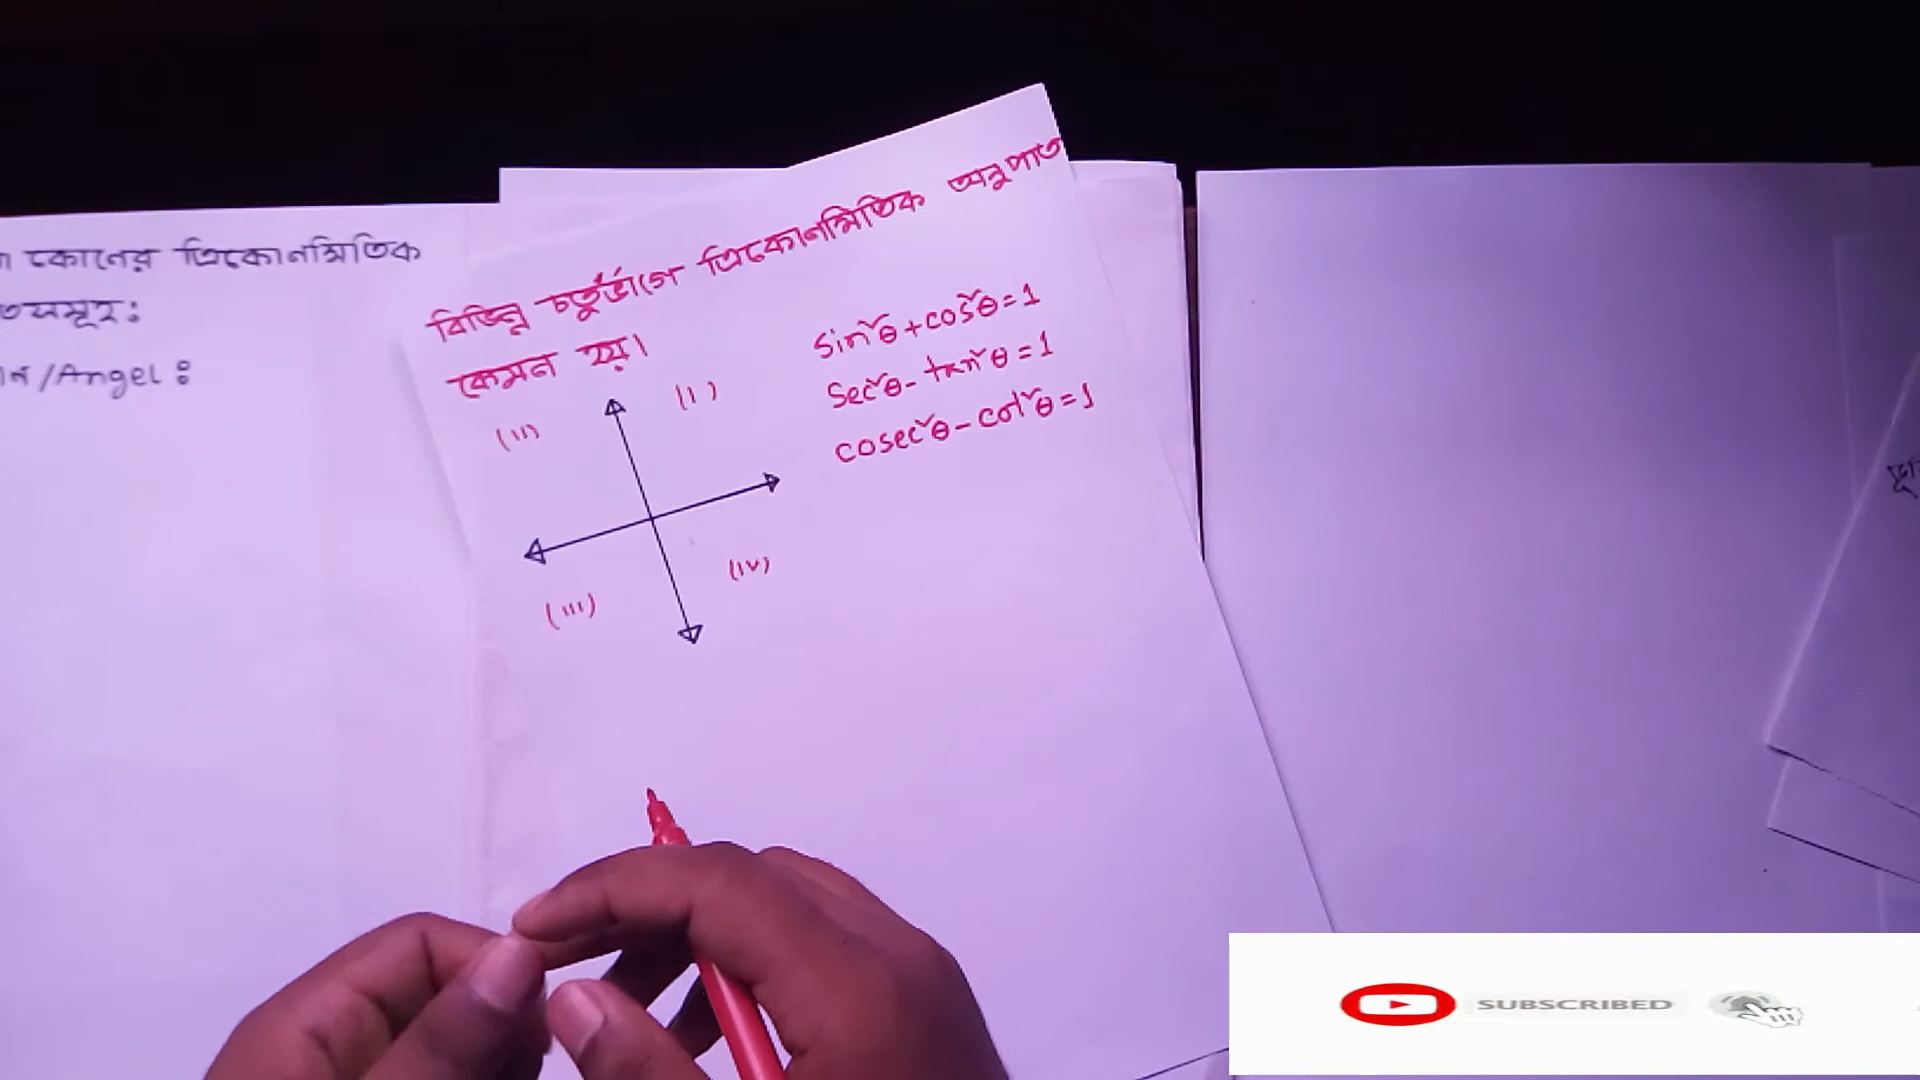 কোনের ত্রিকোনমিতিক
তসমূহ:
/Angel:
বিভিন্ন চতুর্ভাগে ত্রিকোনমিতিক অনুপাত
কেমন হয়।
(i)
(ii)
(iii)
(iv)
sin²θ+cos²θ=1
sec²θ-tan²θ=1
cosec²θ-cot²θ=1
SUBSCRIBED